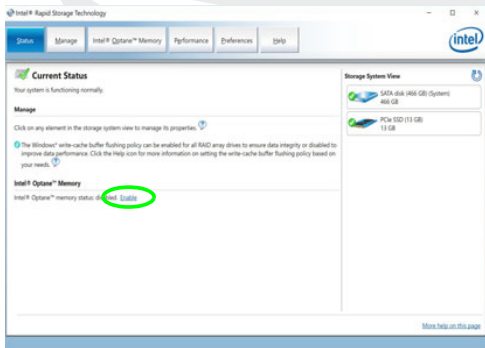 Intel® Rapid Storage Technology
Status
Manage
Intel® Optane™ Memory
Performance
Preferences
Help
intel
Current Status
Your system is functioning normally.
Manage
Click on any element in the storage system view to manage its properties.
The Windows* write-cache buffer flushing policy can be enabled for all RAID array drives to ensure data integrity or disabled to
improve data performance. Click the Help icon for more information on setting the write-cache buffer flushing policy based on
your needs.
Intel® Optane™ Memory
Intel® Optane™ memory status: disabled. Enable
Storage System View
SATA disk (466 GB) (System)
466 GB
PCIe SSD (13 GB)
13 GB
More help on this page